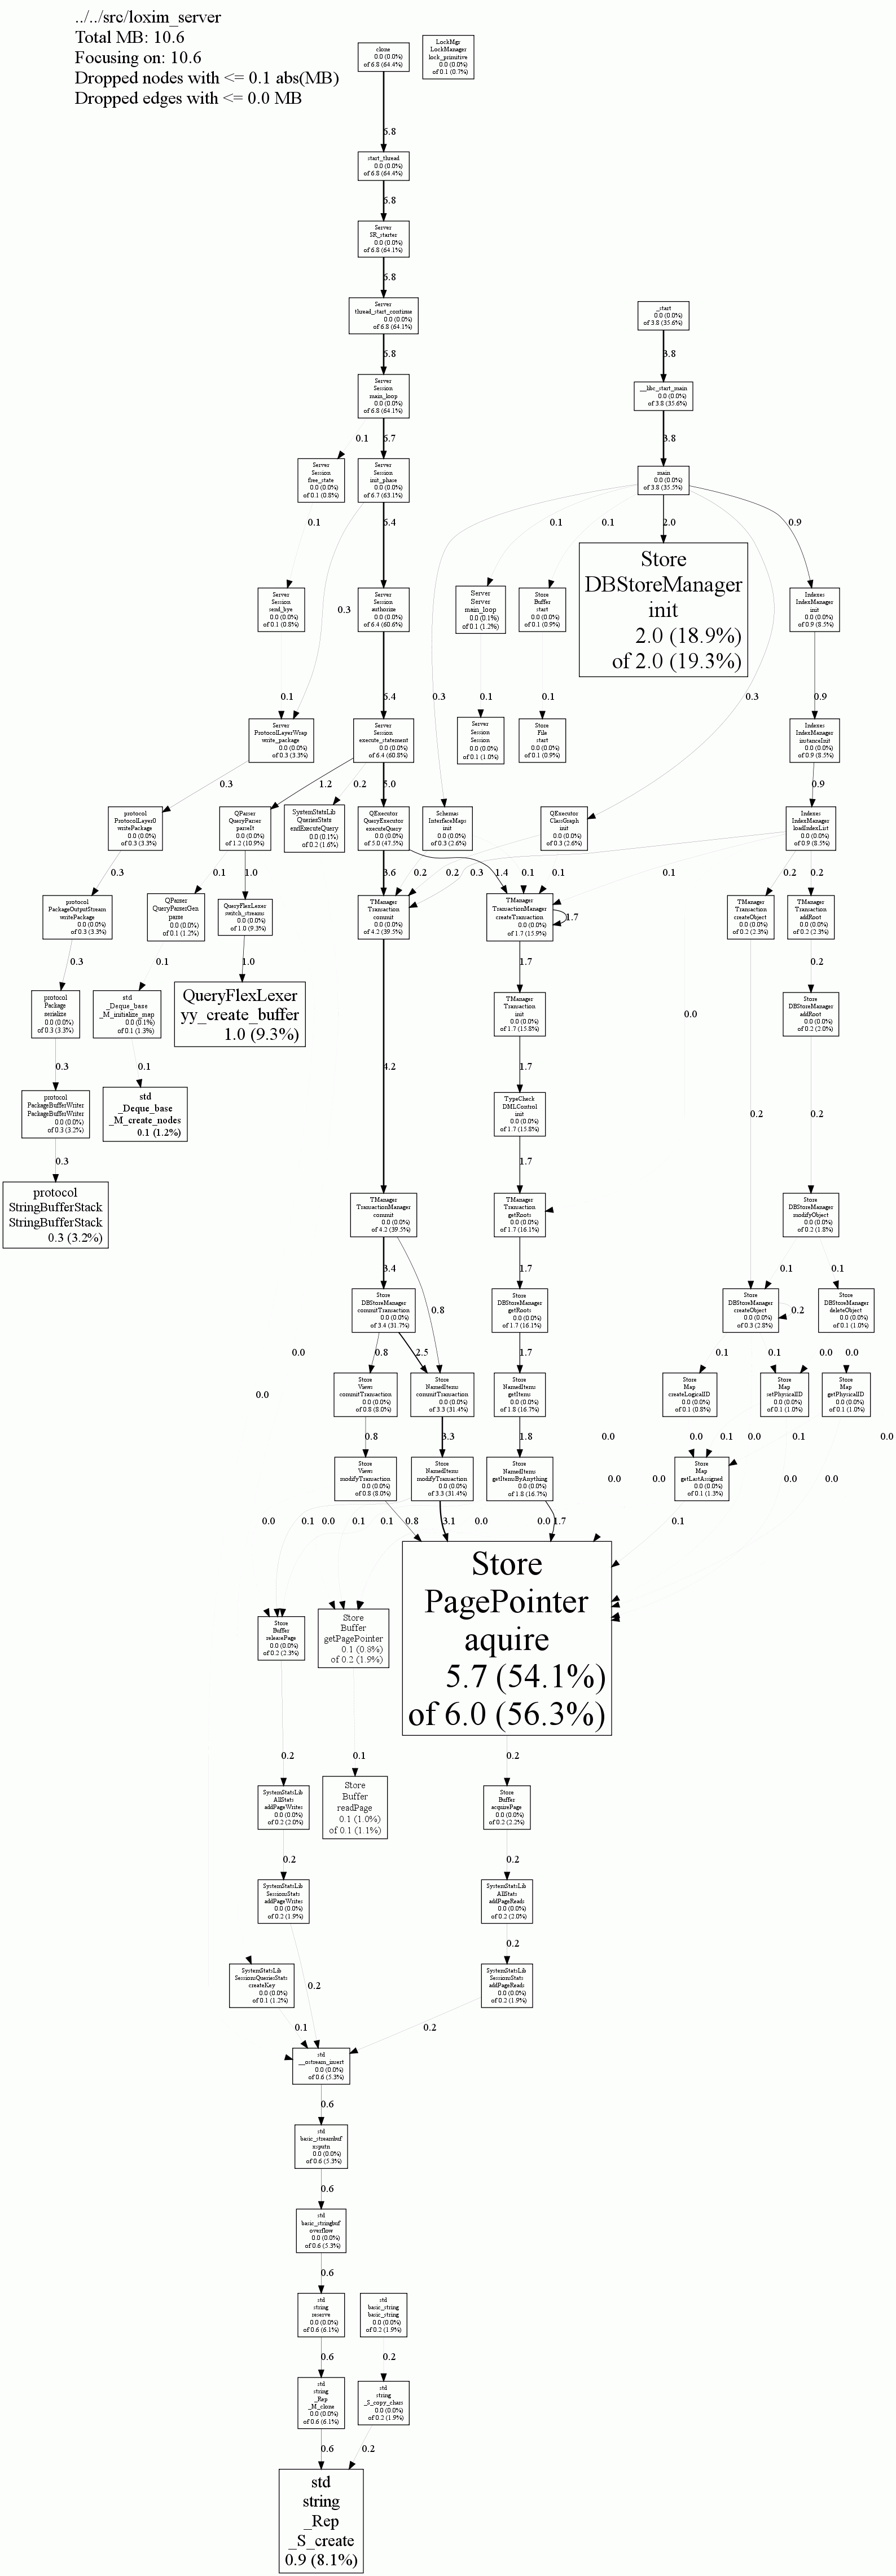 ../../src/loxim_server
Total MB: 10.6
Focusing on: 10.6
Dropped nodes with <= 0.1 abs(MB)
Dropped edges with <= 0.0 MB
clone
0.0 (0.0%)
of 6.8 (64.4%)
LockMgr
LockManager
lock_primitive
0.0 (0.0%)
of 0.1 (0.7%)
start_thread
0.0 (0.0%)
of 6.8 (64.4%)
Server
SR_starter
0.0 (0.0%)
of 6.8 (64.1%)
Server
thread_start_continue
0.0 (0.0%)
of 6.8 (64.1%)
_start
0.0 (0.0%)
of 3.8 (35.6%)
3.8
Server
Session
main_loop
0.0 (0.0%)
of 6.8 (64.1%)
__libc_start_main
0.0 (0.0%)
of 3.8 (35.6%)
3.8
0.1
Server
Session
free_state
0.0 (0.0%)
of 0.1 (0.8%)
Server
Session
init_phase
0.0 (0.0%)
of 6.7 (63.1%)
main
0.0 (0.0%)
of 3.8 (35.5%)
0.1
0.1
0.1
2.0
0.9
Server
Session
send_bye
0.0 (0.0%)
of 0.1 (0.8%)
0.3
Server
Session
authorize
0.0 (0.0%)
of 6.4 (60.6%)
Server
Server
main_loop
0.0 (0.1%)
of 0.1 (1.2%)
Store
Buffer
start
0.0 (0.0%)
of 0.1 (0.9%)
Store
DBStoreManager
init
2.0 (18.9%)
of 2.0 (19.3%)
Indexes
IndexManager
init
0.0 (0.0%)
of 0.9 (8.5%)
0.1
0.3
0.1
0.1
0.3
0.9
Server
ProtocolLayerWrap
write_package
0.0 (0.0%)
of 0.3 (3.3%)
Server
Session
execute_statement
0.0 (0.0%)
of 6.4 (60.8%)
Server
Session
Session
0.0 (0.0%)
of 0.1 (1.0%)
Store
File
start
0.0 (0.0%)
of 0.1 (0.9%)
Indexes
IndexManager
instanceInit
0.0 (0.0%)
of 0.9 (8.5%)
0.3
1.2
0.2
5.0
0.9
protocol
ProtocolLayer0
writePackage
0.0 (0.0%)
of 0.3 (3.3%)
QParser
QueryParser
parseIt
0.0 (0.0%)
of 1.2 (10.9%)
SystemStatsLib
QueriesStats
endExecuteQuery
0.0 (0.1%)
of 0.2 (1.6%)
QExecutor
QueryExecutor
executeQuery
0.0 (0.0%)
of 5.0 (47.5%)
Schemas
InterfaceMaps
init
0.0 (0.0%)
of 0.3 (2.6%)
QExecutor
ClassGraph
init
0.0 (0.0%)
of 0.3 (2.6%)
Indexes
IndexManager
loadIndexList
0.0 (0.0%)
of 0.9 (8.5%)
0.3
0.1
1.0
3.6
0.2
0.2
0.3
1.4
0.1
0.1
0.1
0.2
0.2
protocol
PackageOutputStream
writePackage
0.0 (0.0%)
of 0.3 (3.3%)
QParser
QueryParserGen
parse
0.0 (0.0%)
of 0.1 (1.2%)
QueryFlexLexer
switch_streams
0.0 (0.0%)
of 1.0 (9.3%)
TManager
Transaction
commit
0.0 (0.0%)
of 4.2 (39.5%)
TManager
TransactionManager
createTransaction
0.0 (0.0%)
of 1.7 (15.9%)
1.7
TManager
Transaction
createObject
0.0 (0.0%)
of 0.2 (2.3%)
TManager
Transaction
addRoot
0.0 (0.0%)
of 0.2 (2.3%)
0.3
0.1
1.0
1.7
0.2
protocol
Package
serialize
0.0 (0.0%)
of 0.3 (3.3%)
std
_Deque_base
_M_initialize_map
0.0 (0.1%)
of 0.1 (1.3%)
QueryFlexLexer
yy_create_buffer
1.0 (9.3%)
TManager
Transaction
init
0.0 (0.0%)
of 1.7 (15.8%)
0.0
Store
DBStoreManager
addRoot
0.0 (0.0%)
of 0.2 (2.0%)
0.3
0.1
4.2
1.7
protocol
PackageBufferWriter
PackageBufferWriter
0.0 (0.0%)
of 0.3 (3.2%)
std
_Deque_base
_M_create_nodes
0.1 (1.2%)
TypeCheck
DMLControl
init
0.0 (0.0%)
of 1.7 (15.8%)
0.2
0.2
0.3
1.7
protocol
StringBufferStack
StringBufferStack
0.3 (3.2%)
TManager
TransactionManager
commit
0.0 (0.0%)
of 4.2 (39.5%)
TManager
Transaction
getRoots
0.0 (0.0%)
of 1.7 (16.1%)
Store
DBStoreManager
modifyObject
0.0 (0.0%)
of 0.2 (1.8%)
3.4
1.7
0.1
0.1
Store
DBStoreManager
commitTransaction
0.0 (0.0%)
of 3.4 (31.7%)
0.8
Store
DBStoreManager
getRoots
0.0 (0.0%)
of 1.7 (16.1%)
Store
DBStoreManager
createObject
0.0 (0.0%)
of 0.3 (2.8%)
0.2
Store
DBStoreManager
deleteObject
0.0 (0.0%)
of 0.1 (1.0%)
0.0
0.8
2.5
1.7
0.1
0.1
0.0
0.0
0.0
Store
Views
commitTransaction
0.0 (0.0%)
of 0.8 (8.0%)
Store
NamedItems
commitTransaction
0.0 (0.0%)
of 3.3 (31.4%)
Store
NamedItems
getItems
0.0 (0.0%)
of 1.8 (16.7%)
Store
Map
createLogicalID
0.0 (0.0%)
of 0.1 (0.8%)
Store
Map
setPhysicalID
0.0 (0.0%)
of 0.1 (1.0%)
Store
Map
getPhysicalID
0.0 (0.0%)
of 0.1 (1.0%)
0.8
3.3
1.8
0.0
0.0
0.1
0.1
0.0
Store
Views
modifyTransaction
0.0 (0.0%)
of 0.8 (8.0%)
Store
NamedItems
modifyTransaction
0.0 (0.0%)
of 3.3 (31.4%)
Store
NamedItems
getItemsByAnything
0.0 (0.0%)
of 1.8 (16.7%)
0.0
0.0
Store
Map
getLastAssigned
0.0 (0.0%)
of 0.1 (1.3%)
0.0
0.0
0.0
0.1
0.0
0.1
0.1
0.8
3.1
0.0
0.0
1.7
0.1
Store
Buffer
releasePage
0.0 (0.0%)
of 0.2 (2.3%)
Store
Buffer
getPagePointer
0.1 (0.8%)
of 0.2 (1.9%)
Store
PagePointer
aquire
5.7 (54.1%)
of 6.0 (56.3%)
0.2
0.1
0.2
SystemStatsLib
AllStats
addPageWrites
0.0 (0.0%)
of 0.2 (2.0%)
Store
Buffer
readPage
0.1 (1.0%)
of 0.1 (1.1%)
Store
Buffer
acquirePage
0.0 (0.0%)
of 0.2 (2.2%)
0.2
0.2
SystemStatsLib
SessionsStats
addPageWrites
0.0 (0.0%)
of 0.2 (1.9%)
SystemStatsLib
AllStats
addPageReads
0.0 (0.0%)
of 0.2 (2.0%)
0.2
SystemStatsLib
SessionsQueriesStats
createKey
0.0 (0.0%)
of 0.1 (1.2%)
0.2
SystemStatsLib
SessionsStats
addPageReads
0.0 (0.0%)
of 0.2 (1.9%)
0.1
0.2
std
__ostream_insert
0.0 (0.0%)
of 0.6 (5.3%)
0.6
std
basic_streambuf
xsputn
0.0 (0.0%)
of 0.6 (5.3%)
0.6
std
basic_stringbuf
overflow
0.0 (0.0%)
of 0.6 (5.3%)
0.6
std
string
reserve
0.0 (0.0%)
of 0.6 (6.1%)
std
basic_string
basic_string
0.0 (0.0%)
of 0.2 (1.9%)
0.6
0.2
std
string
_Rep
_M_clone
0.0 (0.0%)
of 0.6 (6.1%)
std
string
_S_copy_chars
0.0 (0.0%)
of 0.2 (1.9%)
0.6
0.2
std
string
_Rep
_S_create
0.9 (8.1%)